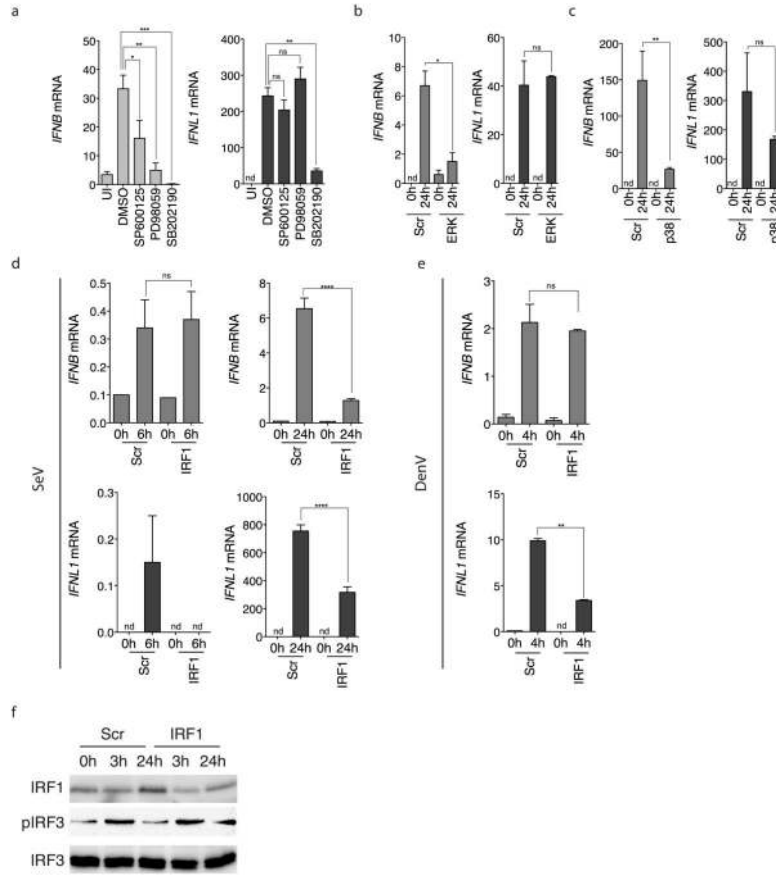 a
IFNB mRNA
50
40
30
20
10
0
***
**
*
UI
DMSO
SP600125
PD98059
SB202190
IFNL1 mRNA
400
300
200
100
0
**
ns
ns
nd
UI
DMSO
SP600125
PD98059
SB202190
b
IFNB mRNA
10
8
6
4
2
0
*
nd
0h 24h 0h 24h
Scr ERK
IFNL1 mRNA
60
40
20
0
ns
nd nd
0h 24h 0h 24h
Scr ERK
c
IFNB mRNA
200
150
100
50
0
**
nd nd
0h 24h 0h 24h
Scr p38
IFNL1 mRNA
500
400
300
200
100
0
ns
nd nd
0h 24h 0h 24h
Scr p38
d
SeV
IFNB mRNA
0.5
0.4
0.3
0.2
0.1
0.0
ns
0h 6h 0h 6h
Scr IRF1
IFNB mRNA
8
6
4
2
0
****
0h 24h 0h 24h
Scr IRF1
IFNL1 mRNA
0.3
0.2
0.1
0.0
nd nd nd
0h 6h 0h 6h
Scr IRF1
IFNL1 mRNA
1000
800
600
400
200
0
****
nd nd
0h 24h 0h 24h
Scr IRF1
e
DenV
IFNB mRNA
3
2
1
0
ns
0h 4h 0h 4h
Scr IRF1
IFNL1 mRNA
15
10
5
0
**
nd
0h 4h 0h 4h
Scr IRF1
f
Scr IRF1
0h 3h 24h 3h 24h
IRF1
pIRF3
IRF3